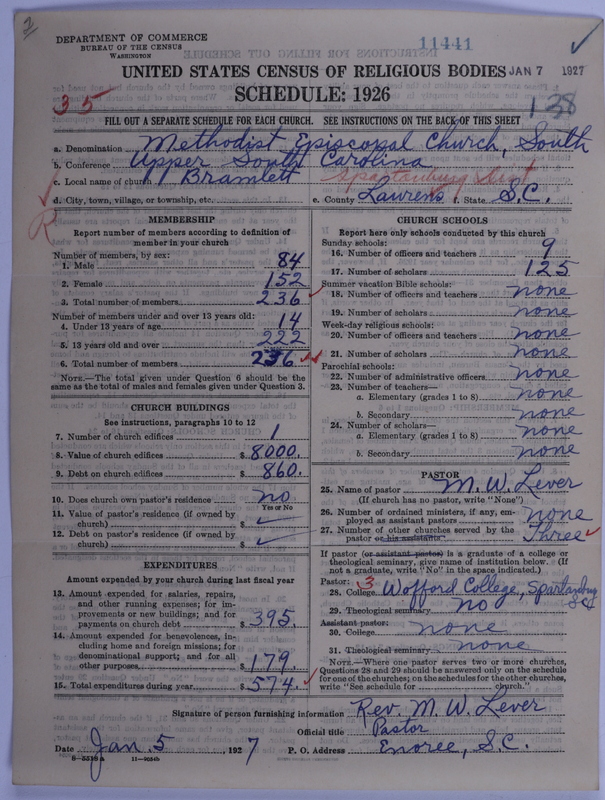 2
DEPARTMENT OF COMMERCE
BUREAU OF THE CENSUS
WASHINGTON
11441
UNITED STATES CENSUS OF RELIGIOUS BODIES JAN 7 1927
SCHEDULE: 1926
35
138
FILL OUT A SEPARATE SCHEDULE FOR EACH CHURCH. SEE INSTRUCTIONS ON THE BACK OF THIS SHEET
a. Denomination Methodist Episcopal Church, South
b. Conference Upper South Carolina
c. Local name of church Bramlett Spartanburg Dist
d. City, town, village, or township, etc. e. County Laurens f. State S.C.
R
MEMBERSHIP
Report number of members according to definition of
member in your church
Number of members, by sex:
1. Male 84
2. Female 152
3. Total number of members 236
Number of members under and over 13 years old:
4. Under 13 years of age 14
5. 13 years old and over 222
6. Total number of members 236
NOTE.—The total given under Question 6 should be the
same as the total of males and females given under Question 3.
CHURCH BUILDINGS
See instructions, paragraphs 10 to 12
7. Number of church edifices 1
8. Value of church edifices $ 8000.
9. Debt on church edifices $ 860.
10. Does church own pastor's residence no
Yes or No
11. Value of pastor's residence (if owned by
church) $ ✓
12. Debt on pastor's residence (if owned by
church) $ ✓
EXPENDITURES
Amount expended by your church during last fiscal year
13. Amount expended for salaries, repairs,
and other running expenses; for im-
provements or new buildings; and for
payments on church debt $ 395.
14. Amount expended for benevolences, in-
cluding home and foreign missions; for
denominational support; and for all
other purposes $ 179.
15. Total expenditures during year $ 574
CHURCH SCHOOLS
Report here only schools conducted by this church
Sunday schools:
16. Number of officers and teachers 9
17. Number of scholars 125
Summer vacation Bible schools:
18. Number of officers and teachers none
19. Number of scholars none
Week-day religious schools:
20. Number of officers and teachers none
21. Number of scholars none
Parochial schools:
22. Number of administrative officers none
23. Number of teachers—
a. Elementary (grades 1 to 8) none
b. Secondary none
24. Number of scholars—
a. Elementary (grades 1 to 8) none
b. Secondary none
PASTOR
25. Name of pastor M. W. Lever
(If church has no pastor, write "None")
26. Number of ordained ministers, if any, em-
ployed as assistant pastors none
27. Number of other churches served by the
pastor or his assistants Three
If pastor (or assistant pastor) is a graduate of a college or
theological seminary, give name of institution below. (If
not a graduate, write "No" in the space indicated.)
Pastor: 3
28. College Wofford College, Spartanburg S.C.
29. Theological seminary no
Assistant pastor:
30. College none
31. Theological seminary none
NOTE.—Where one pastor serves two or more churches,
Questions 28 and 29 should be answered only on the schedule
for one of the churches; on the schedules for the other churches,
write "See schedule for church."
Signature of person furnishing information Rev. M. W. Lever
Official title Pastor
Date Jan. 5, 1927 P. O. Address Enoree, S.C.
8—5519 a 11—9034b